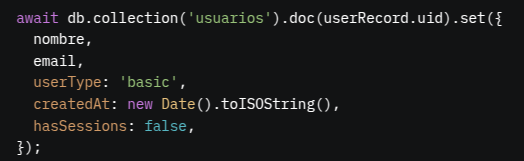 await db.collection('usuarios').doc(userRecord.uid).set({
  nombre,
  email,
  userType: 'basic',
  createdAt: new Date().toISOString(),
  hasSessions: false,
});